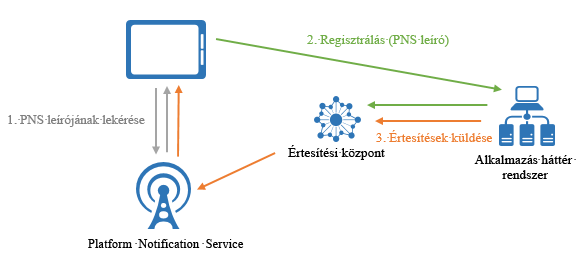 2. Regisztrálás (PNS leíró)
1. PNS leírójának lekérése
3. Értesítések küldése
Értesítési központ
Alkalmazás háttér
rendszer
Platform Notification Service